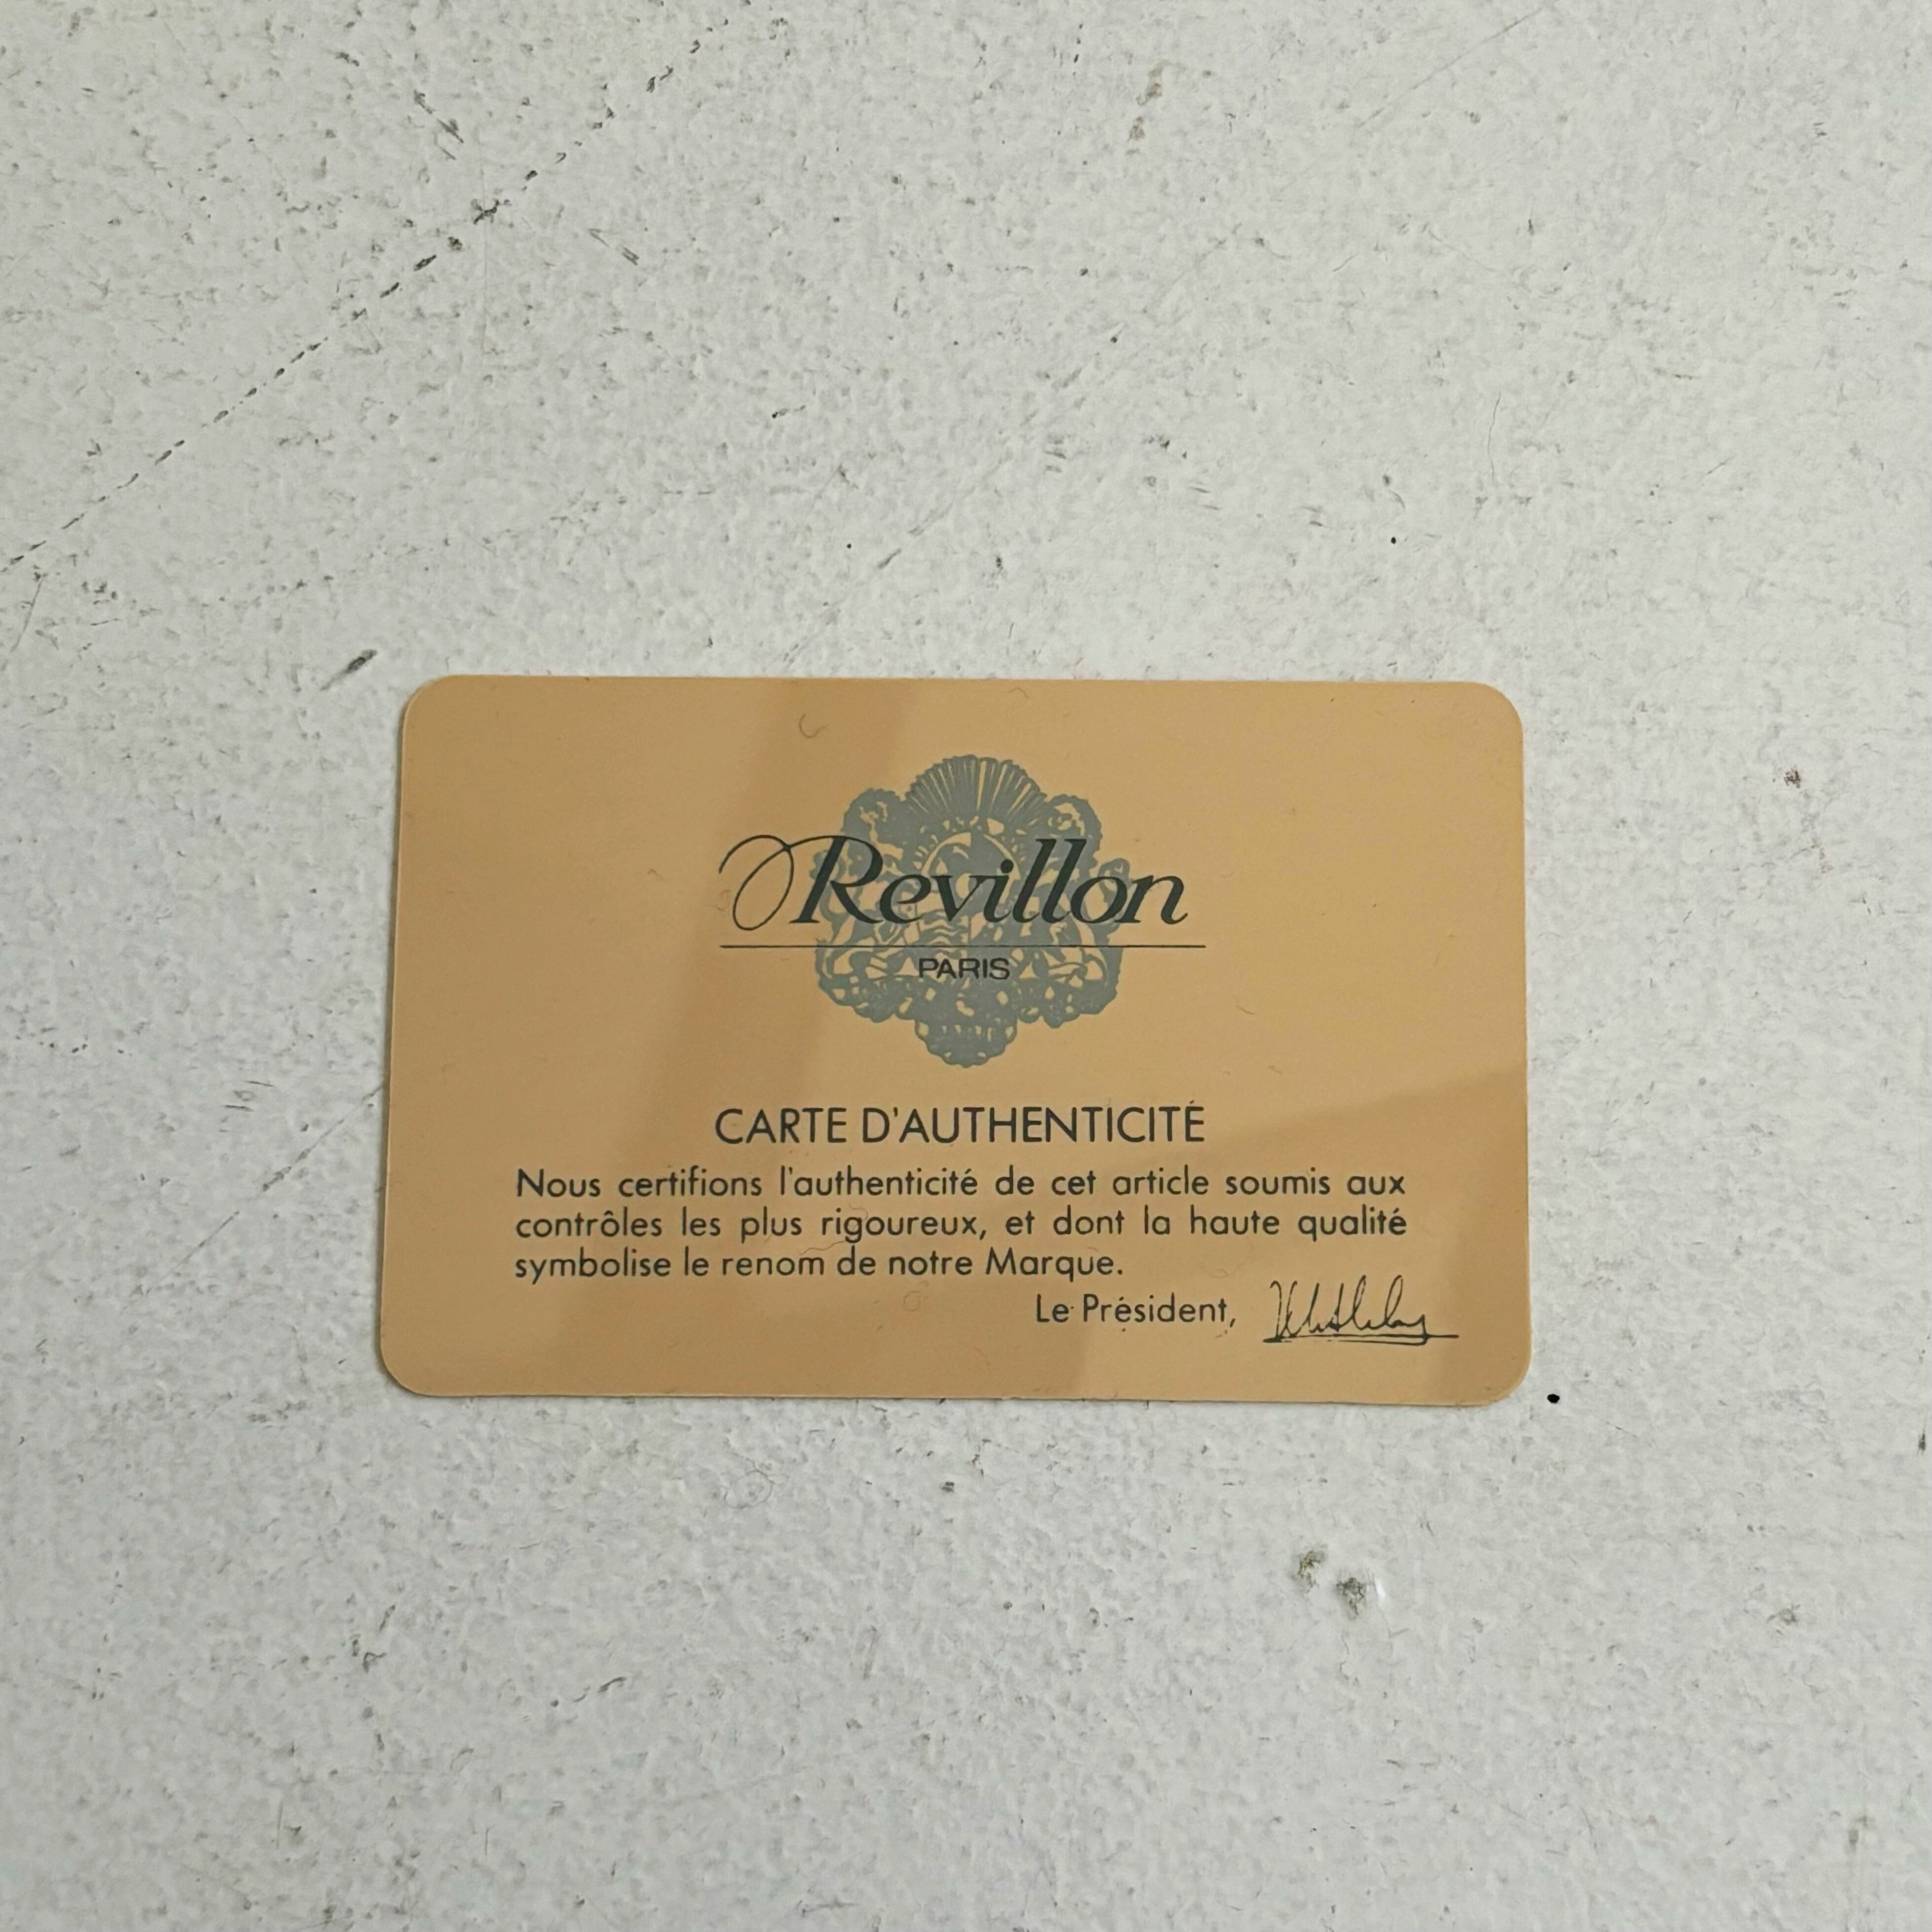 Revillon
PARIS
CARTE D'AUTHENTICITÉ
Nous certifions l'authenticité de cet article soumis aux
contrôles les plus rigoureux, et dont la haute qualité
symbolise le renom de notre Marque.
Le Président,